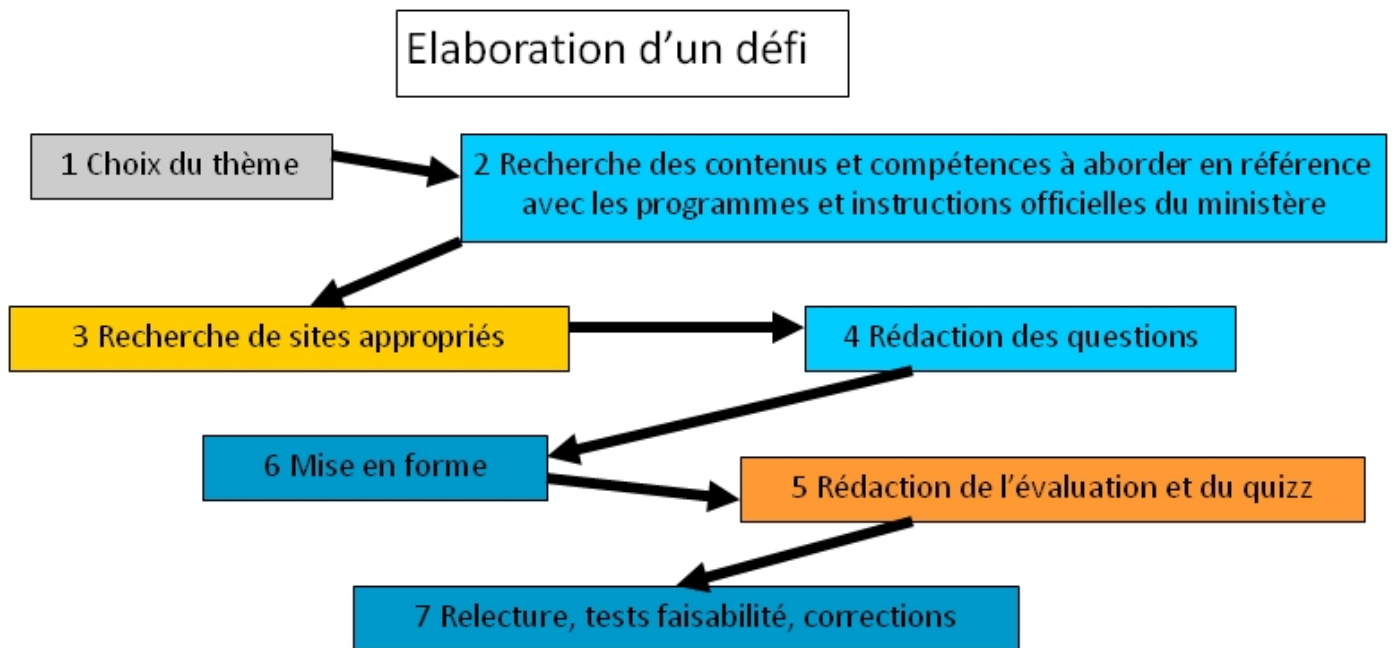 Elaboration d’un défi
1 Choix du thème
2 Recherche des contenus et compétences à aborder en référence
avec les programmes et instructions officielles du ministère
3 Recherche de sites appropriés
4 Rédaction des questions
6 Mise en forme
5 Rédaction de l’évaluation et du quizz
7 Relecture, tests faisabilité, corrections